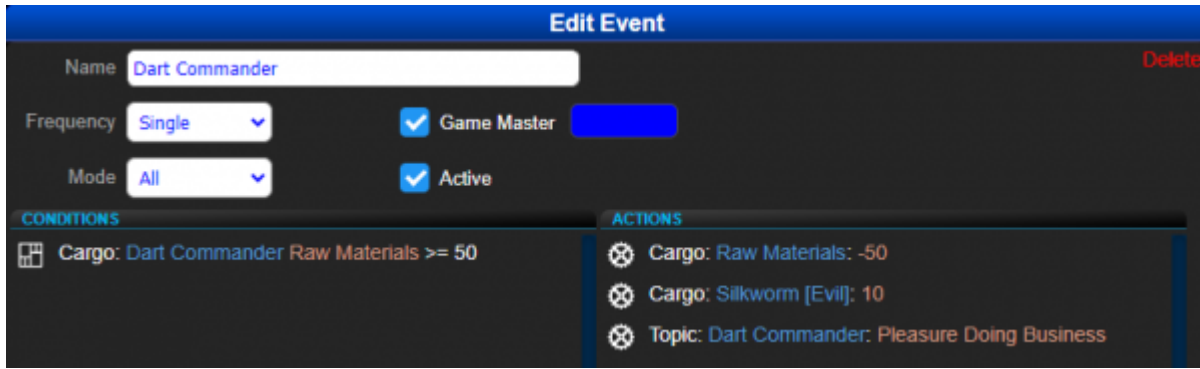 Edit Event
Name Dart Commander Delete
Frequency Single Game Master
Mode All Active
CONDITIONS
Cargo: Dart Commander Raw Materials >= 50
ACTIONS
Cargo: Raw Materials: -50
Cargo: Silkworm [Evil]: 10
Topic: Dart Commander: Pleasure Doing Business